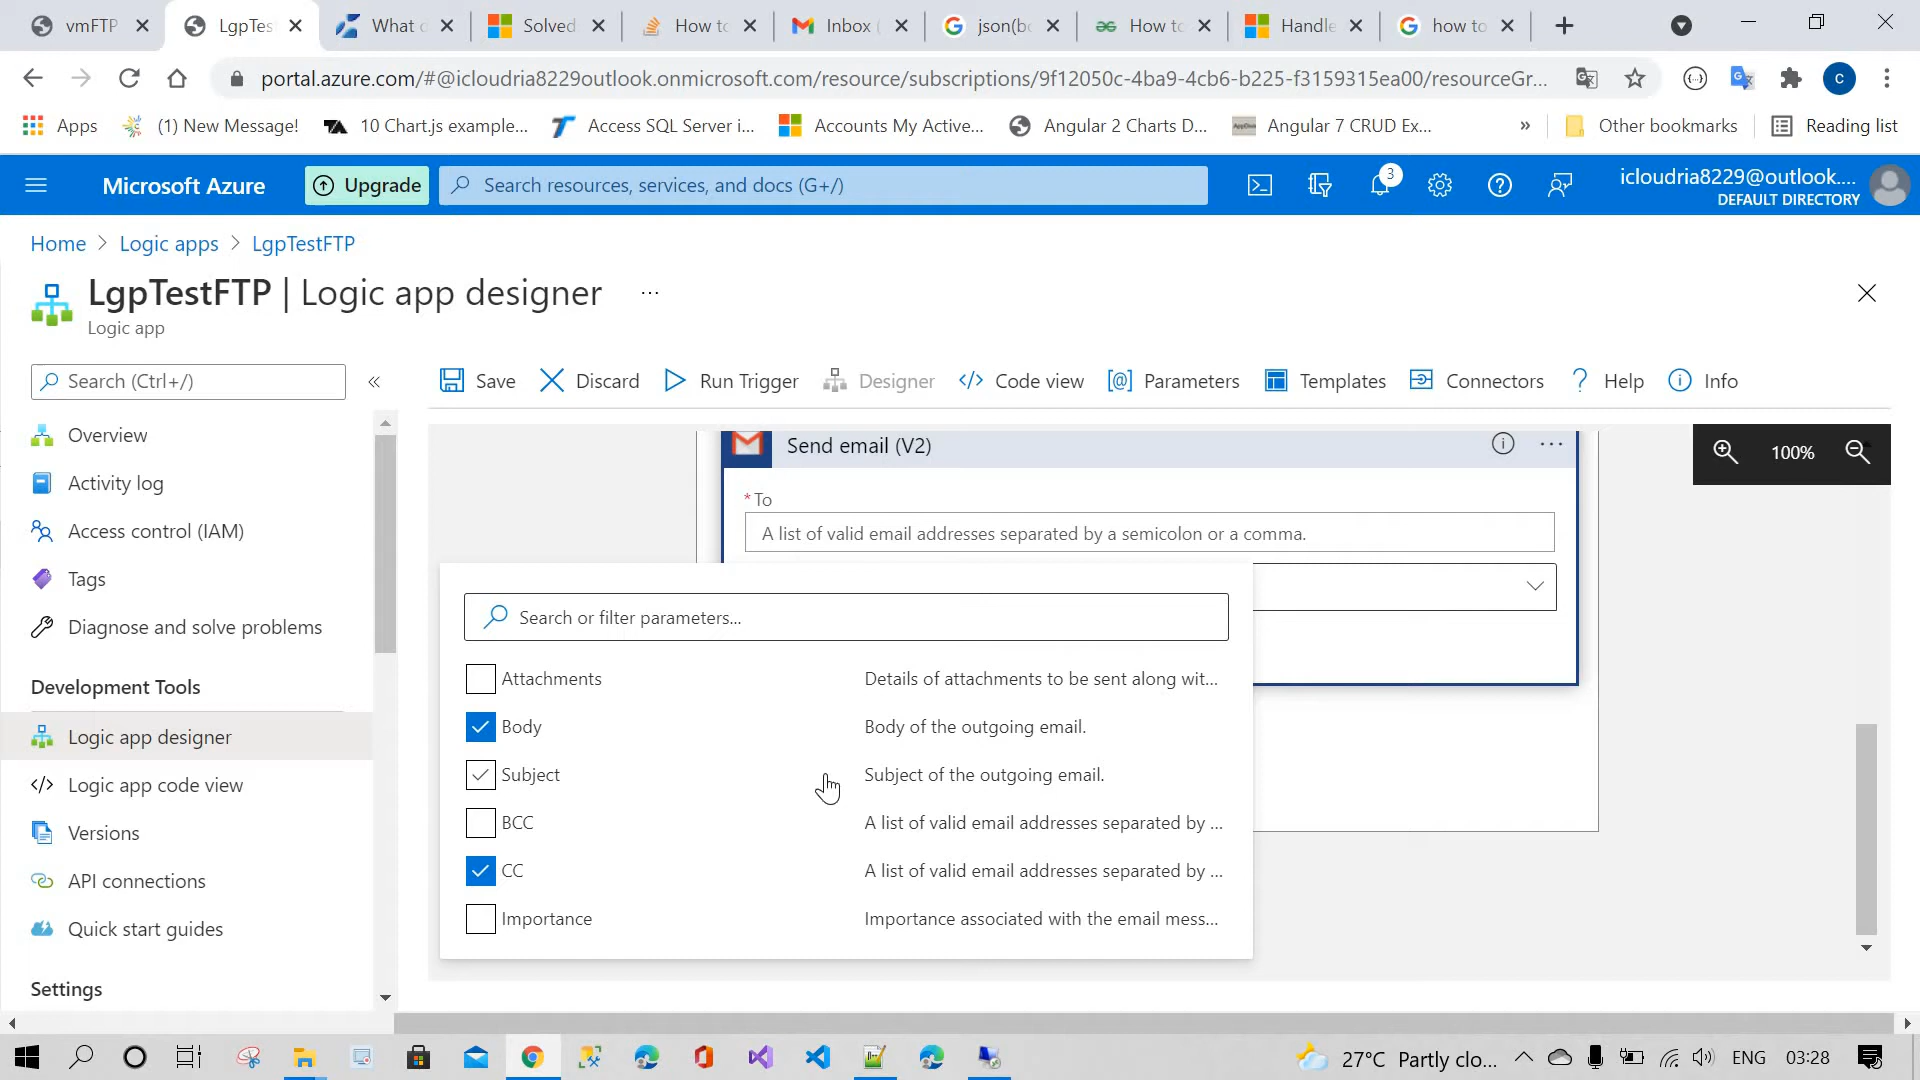 vmFTP
LgpTes
What c
Solved
How to
Inbox (
json(bo
How to
Handle
how to
portal.azure.com/#@icloudria8229outlook.onmicrosoft.com/resource/subscriptions/9f12050c-4ba9-4cb6-b225-f3159315ea00/resourceGr...
c
Apps
(1) New Message!
10 Chart.js example...
Access SQL Server i...
Accounts My Active...
Angular 2 Charts D...
Angular 7 CRUD Ex...
»
Other bookmarks
Reading list
Microsoft Azure
Upgrade
Search resources, services, and docs (G+/)
3
icloudria8229@outlook....
DEFAULT DIRECTORY
Home > Logic apps > LgpTestFTP
LgpTestFTP | Logic app designer ...
Logic app
Search (Ctrl+/)
«
Save
Discard
Run Trigger
Designer
Code view
Parameters
Templates
Connectors
Help
Info
Overview
Activity log
Access control (IAM)
Tags
Diagnose and solve problems
Development Tools
Logic app designer
Logic app code view
Versions
API connections
Quick start guides
Settings
Send email (V2)
100%
* To
A list of valid email addresses separated by a semicolon or a comma.
Search or filter parameters...
Attachments Details of attachments to be sent along wit...
Body Body of the outgoing email.
Subject Subject of the outgoing email.
BCC A list of valid email addresses separated by ...
CC A list of valid email addresses separated by ...
Importance Importance associated with the email mess...
27°C Partly clo...
ENG
03:28